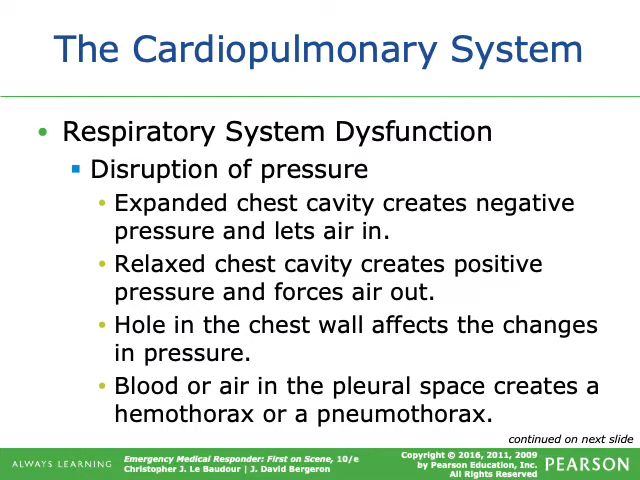 The Cardiopulmonary System
• Respiratory System Dysfunction
▪ Disruption of pressure
• Expanded chest cavity creates negative
pressure and lets air in.
• Relaxed chest cavity creates positive
pressure and forces air out.
• Hole in the chest wall affects the changes
in pressure.
• Blood or air in the pleural space creates a
hemothorax or a pneumothorax.
continued on next slide
ALWAYS LEARNING
Emergency Medical Responder: First on Scene, 10/e
Christopher J. Le Baudour | J. David Bergeron
Copyright © 2016, 2011, 2009
by Pearson Education, Inc.
All Rights Reserved
PEARSON